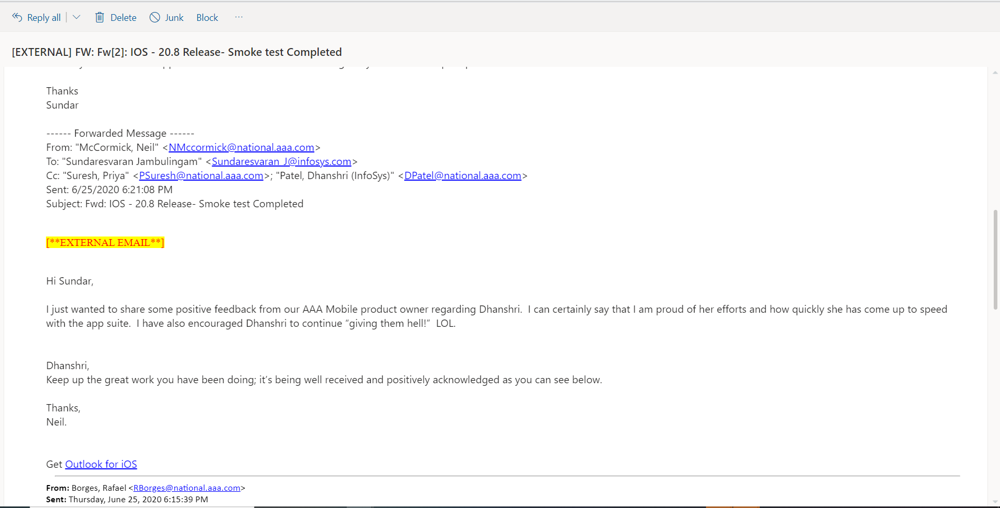 Reply all
Delete
Junk
Block
...
[EXTERNAL] FW: Fw[2]: IOS - 20.8 Release- Smoke test Completed
Thanks
Sundar
------ Forwarded Message ------
From: "McCormick, Neil" <NMccormick@national.aaa.com>
To: "Sundaresvaran Jambulingam" <Sundaresvaran_J@infosys.com>
Cc: "Suresh, Priya" <PSuresh@national.aaa.com>; "Patel, Dhanshri (InfoSys)" <DPatel@national.aaa.com>
Sent: 6/25/2020 6:21:08 PM
Subject: Fwd: IOS - 20.8 Release- Smoke test Completed
[**EXTERNAL EMAIL**]
Hi Sundar,
I just wanted to share some positive feedback from our AAA Mobile product owner regarding Dhanshri.  I can certainly say that I am proud of her efforts and how quickly she has come up to speed
with the app suite.  I have also encouraged Dhanshri to continue “giving them hell!”  LOL.
Dhanshri,
Keep up the great work you have been doing; it’s being well received and positively acknowledged as you can see below.
Thanks,
Neil.
Get Outlook for iOS
From: Borges, Rafael <RBorges@national.aaa.com>
Sent: Thursday, June 25, 2020 6:15:39 PM